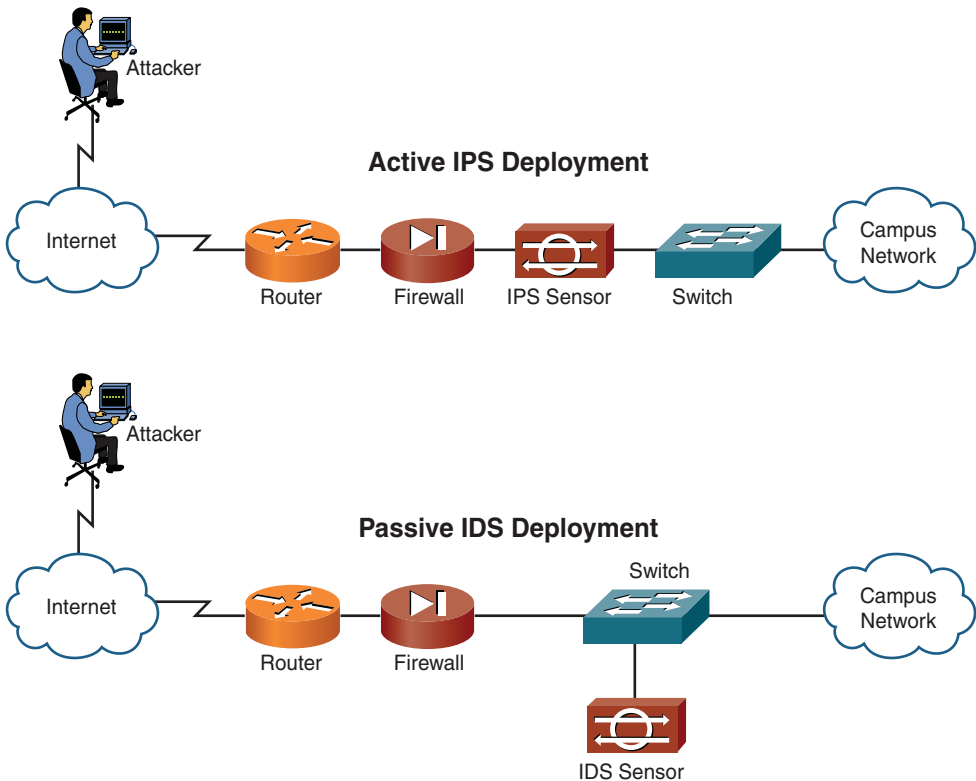 Attacker
Active IPS Deployment
Internet
Router
Firewall
IPS Sensor
Switch
Campus
Network
Attacker
Passive IDS Deployment
Switch
Internet
Router
Firewall
Campus
Network
IDS Sensor